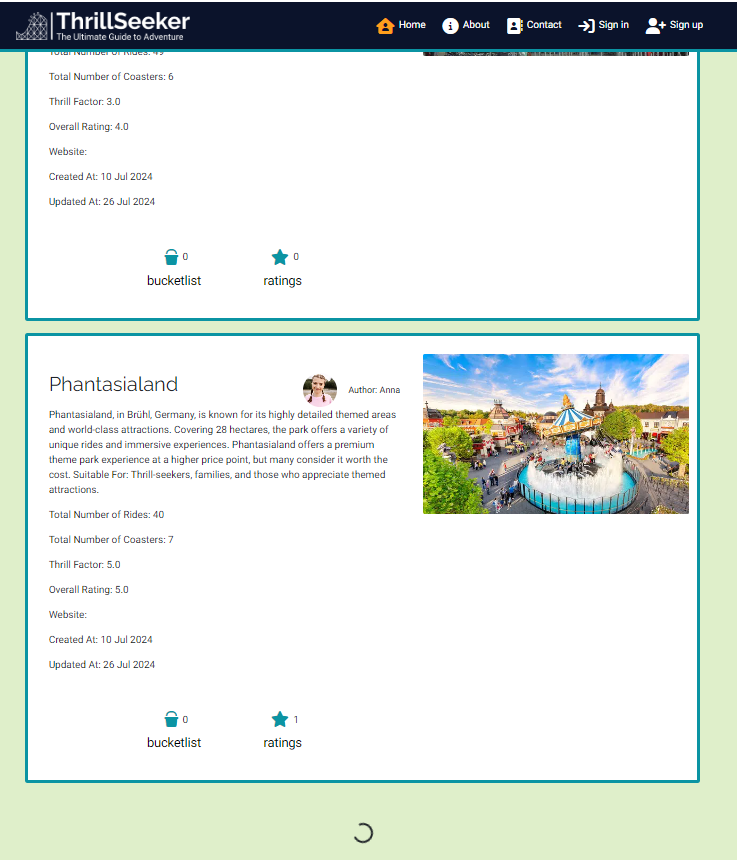 ThrillSeeker
The Ultimate Guide to Adventure
Home
About
Contact
Sign in
Sign up
Total Number of Rides: 49
Total Number of Coasters: 6
Thrill Factor: 3.0
Overall Rating: 4.0
Website:
Created At: 10 Jul 2024
Updated At: 26 Jul 2024
0
0
bucketlist
ratings
Phantasialand
Author: Anna
Phantasialand, in Brühl, Germany, is known for its highly detailed themed areas
and world-class attractions. Covering 28 hectares, the park offers a variety of
unique rides and immersive experiences. Phantasialand offers a premium
theme park experience at a higher price point, but many consider it worth the
cost. Suitable For: Thrill-seekers, families, and those who appreciate themed
attractions.
Total Number of Rides: 40
Total Number of Coasters: 7
Thrill Factor: 5.0
Overall Rating: 5.0
Website:
Created At: 10 Jul 2024
Updated At: 26 Jul 2024
0
1
bucketlist
ratings